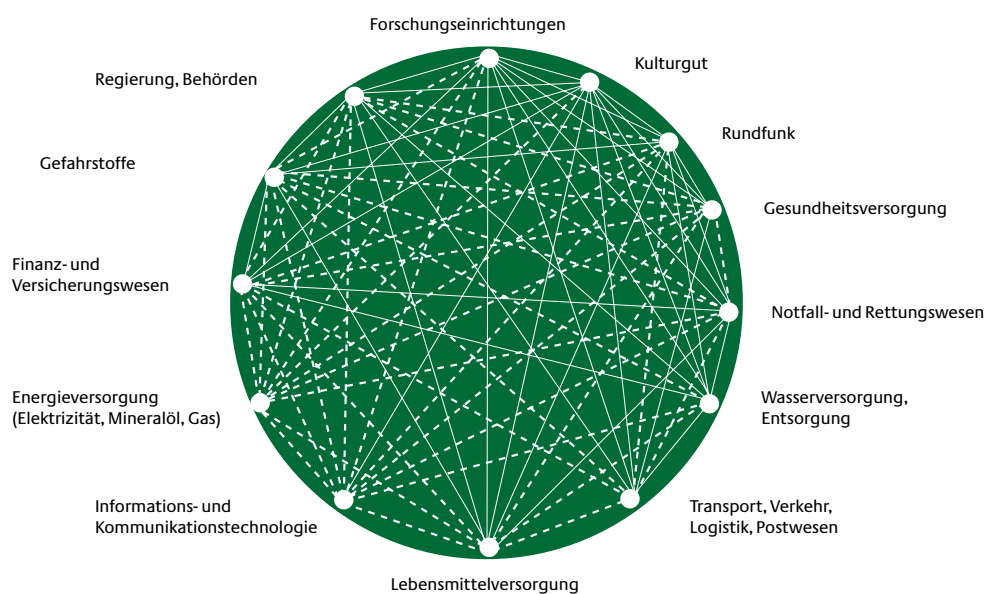 Forschungseinrichtungen
Kulturgut
Regierung, Behörden
Rundfunk
Gefahrstoffe
Gesundheitsversorgung
Finanz- und
Versicherungswesen
Notfall- und Rettungswesen
Energieversorgung
(Elektrizität, Mineralöl, Gas)
Wasserversorgung,
Entsorgung
Informations- und
Kommunikationstechnologie
Transport, Verkehr,
Logistik, Postwesen
Lebensmittelversorgung